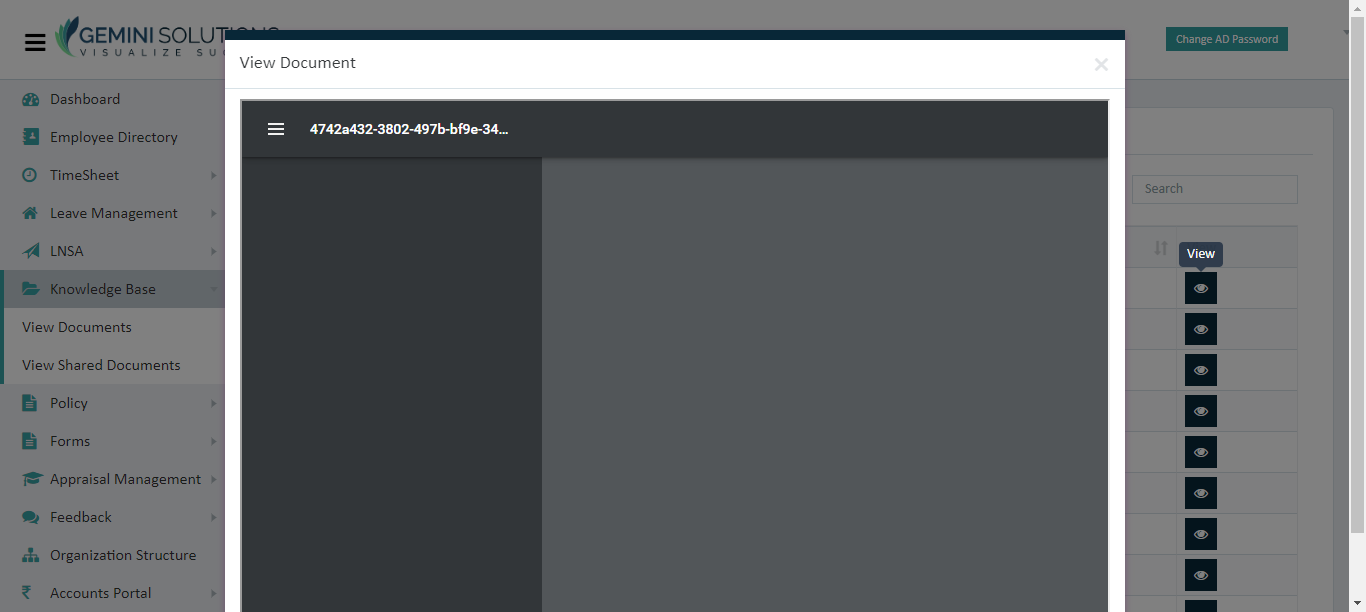 GEMINI SOLUTIONS
VISUALIZE SUC
Change AD Password
View Document
×
4742a432-3802-497b-bf9e-34...
Dashboard
Employee Directory
TimeSheet
Leave Management
LNSA
Knowledge Base
View Documents
View Shared Documents
Policy
Forms
Appraisal Management
Feedback
Organization Structure
Accounts Portal
Search
View